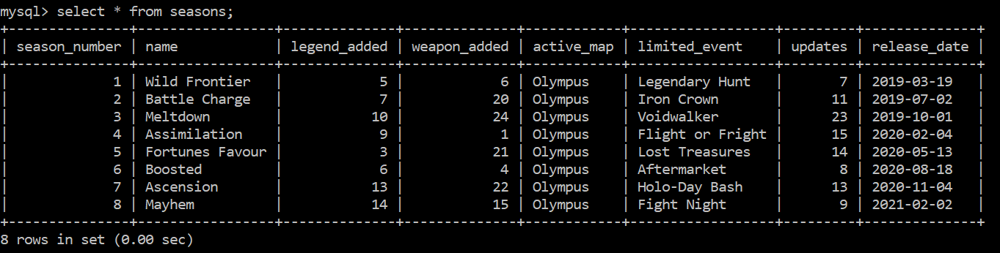 mysql> select * from seasons;
+---------------+----------------+--------------+--------------+------------+------------------+---------+--------------+
| season_number | name           | legend_added | weapon_added | active_map | limited_event    | updates | release_date |
+---------------+----------------+--------------+--------------+------------+------------------+---------+--------------+
|             1 | Wild Frontier  |            5 |            6 | Olympus    | Legendary Hunt   |       7 | 2019-03-19   |
|             2 | Battle Charge  |            7 |           20 | Olympus    | Iron Crown       |      11 | 2019-07-02   |
|             3 | Meltdown       |           10 |           24 | Olympus    | Voidwalker       |      23 | 2019-10-01   |
|             4 | Assimilation   |            9 |            1 | Olympus    | Flight or Fright |      15 | 2020-02-04   |
|             5 | Fortunes Favour |            3 |           21 | Olympus    | Lost Treasures   |      14 | 2020-05-13   |
|             6 | Boosted        |            6 |            4 | Olympus    | Aftermarket      |       8 | 2020-08-18   |
|             7 | Ascension      |           13 |           22 | Olympus    | Holo-Day Bash    |      13 | 2020-11-04   |
|             8 | Mayhem         |           14 |           15 | Olympus    | Fight Night      |       9 | 2021-02-02   |
+---------------+----------------+--------------+--------------+------------+------------------+---------+--------------+
8 rows in set (0.00 sec)